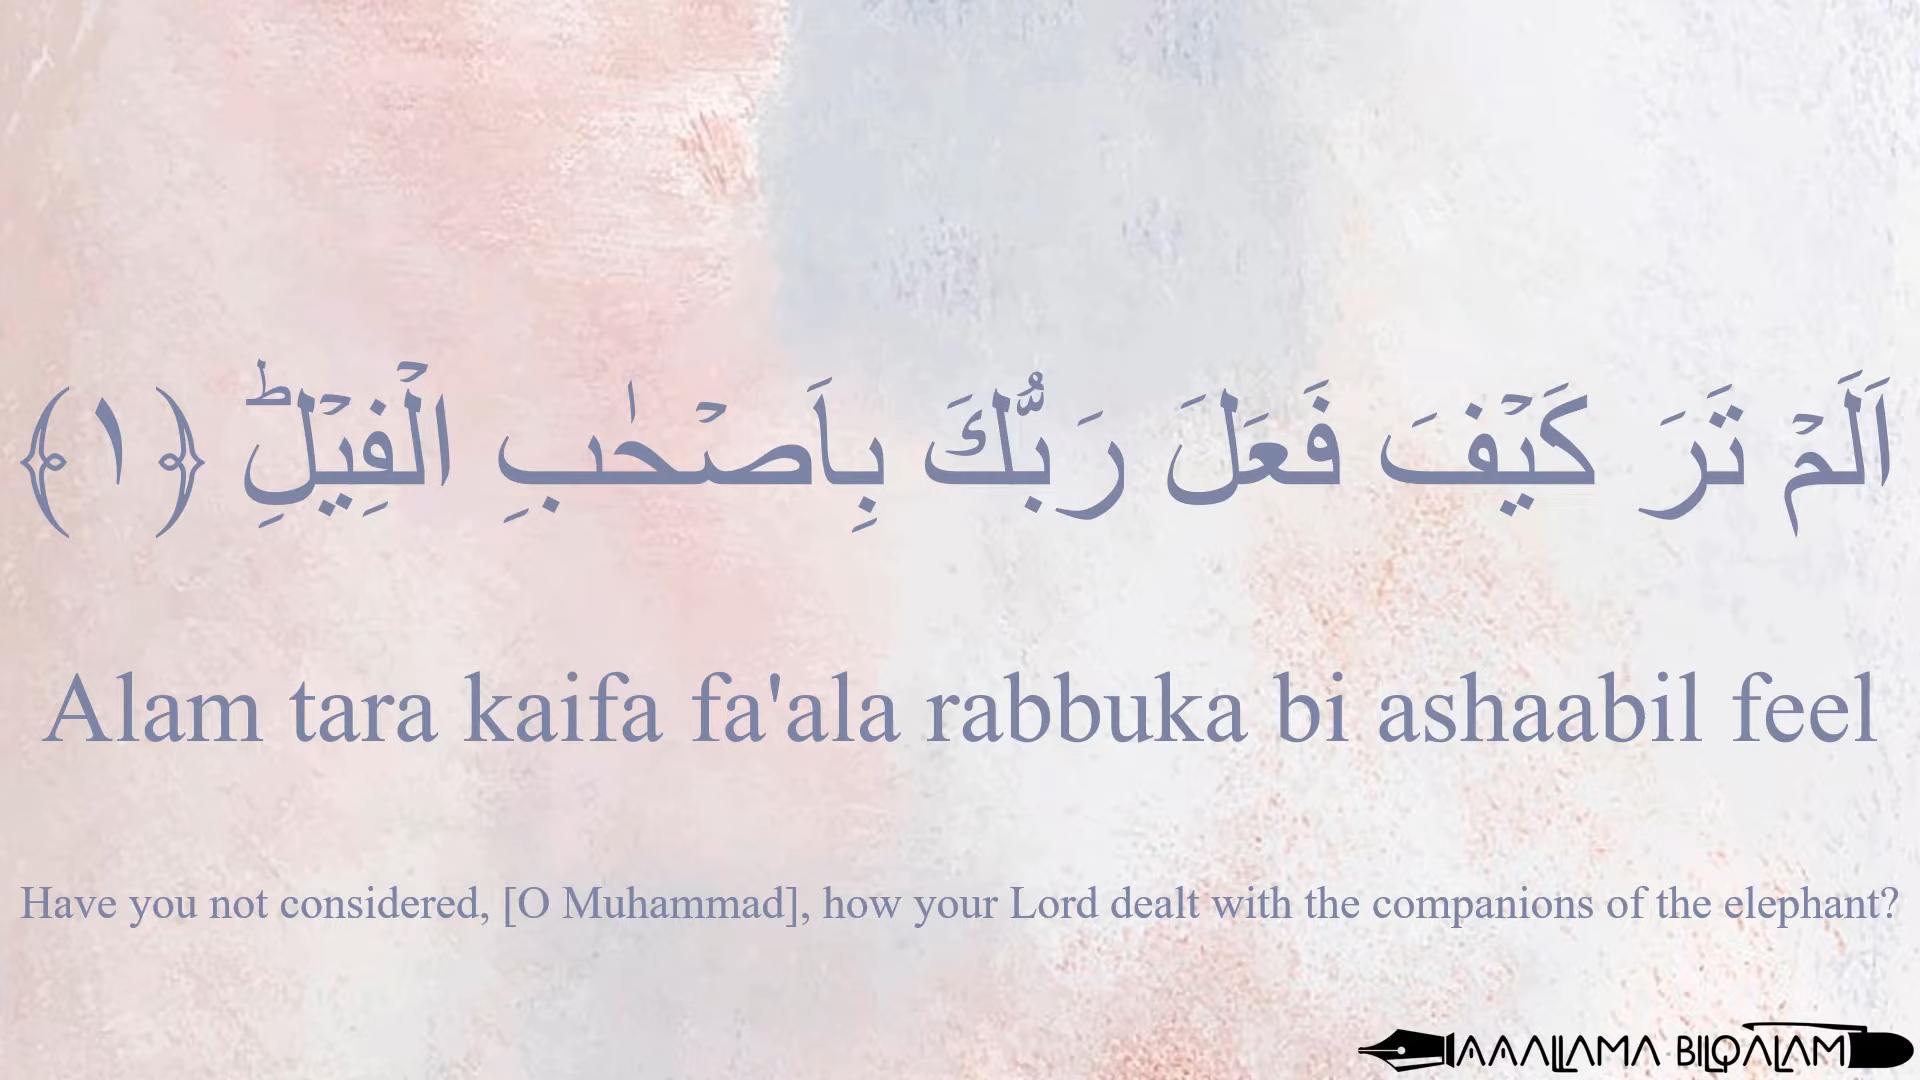 اَلَمۡ تَرَ كَيۡفَ فَعَلَ رَبُّكَ بِاَصۡحٰبِ الۡفِيۡلِؕ ﴿۱﴾
Alam tara kaifa fa'ala rabbuka bi ashaabil feel
Have you not considered, [O Muhammad], how your Lord dealt with the companions of the elephant?
AAALLAMA BILQALAM